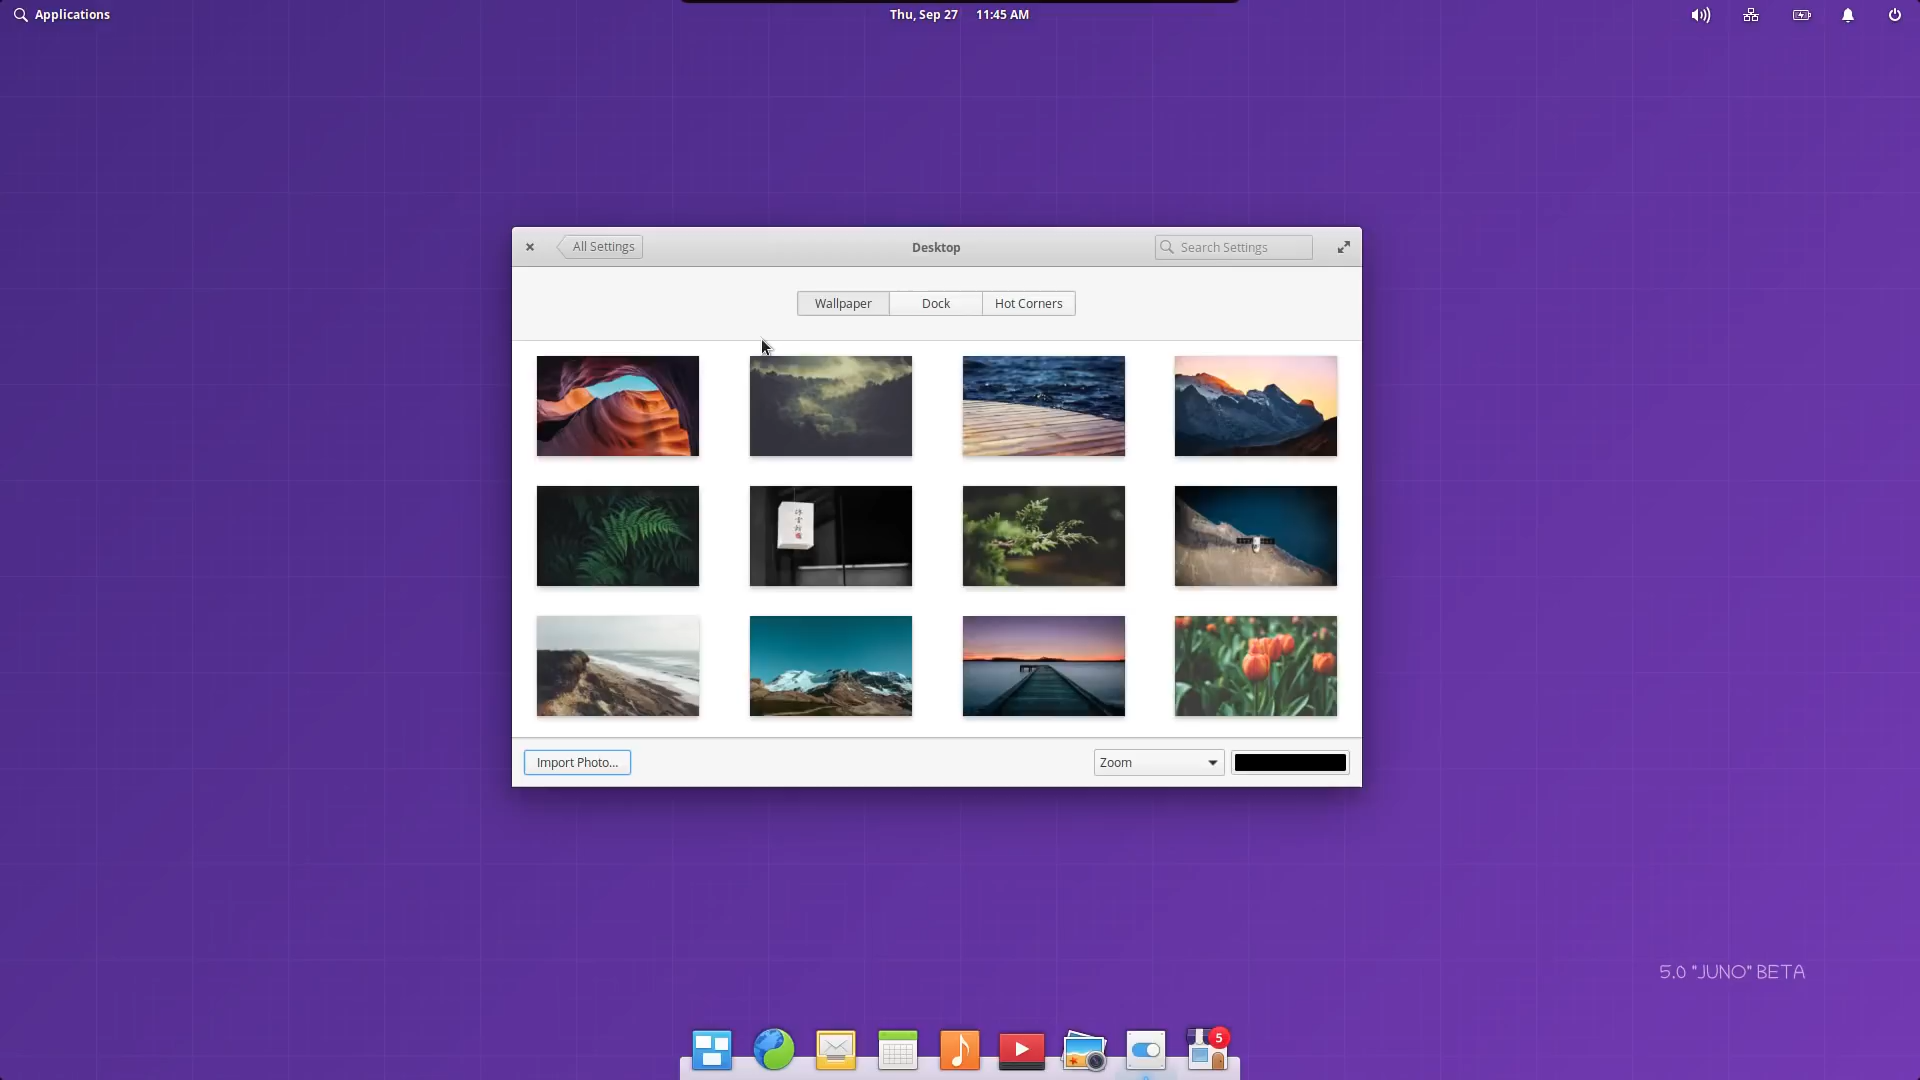 Applications
Thu, Sep 27 11:45 AM
All Settings
Desktop
Search Settings
Wallpaper
Dock
Hot Corners
Import Photo...
Zoom
5.0 "JUNO" BETA
5